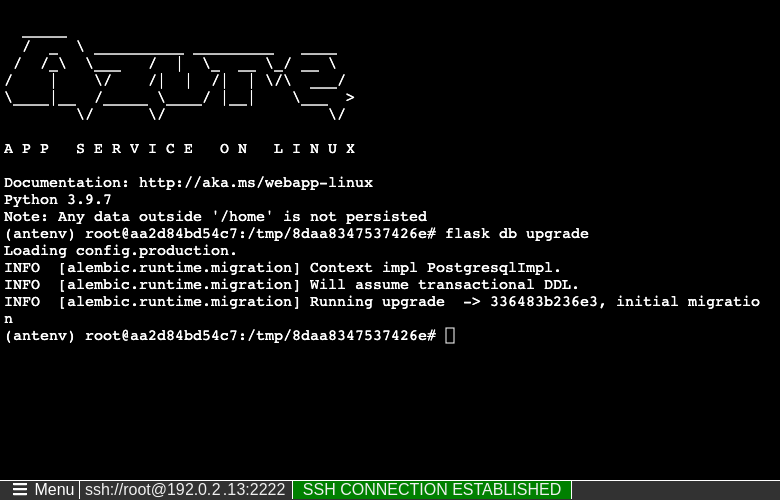 A P P   S E R V I C E   O N   L I N U X
Documentation: http://aka.ms/webapp-linux
Python 3.9.7
Note: Any data outside '/home' is not persisted
(antenv) root@aa2d84bd54c7:/tmp/8daa8347537426e# flask db upgrade
Loading config.production.
INFO  [alembic.runtime.migration] Context impl PostgresqlImpl.
INFO  [alembic.runtime.migration] Will assume transactional DDL.
INFO  [alembic.runtime.migration] Running upgrade  -> 336483b236e3, initial migratio
n
(antenv) root@aa2d84bd54c7:/tmp/8daa8347537426e#
☰ Menu ssh://root@192.0.2.13:2222 SSH CONNECTION ESTABLISHED